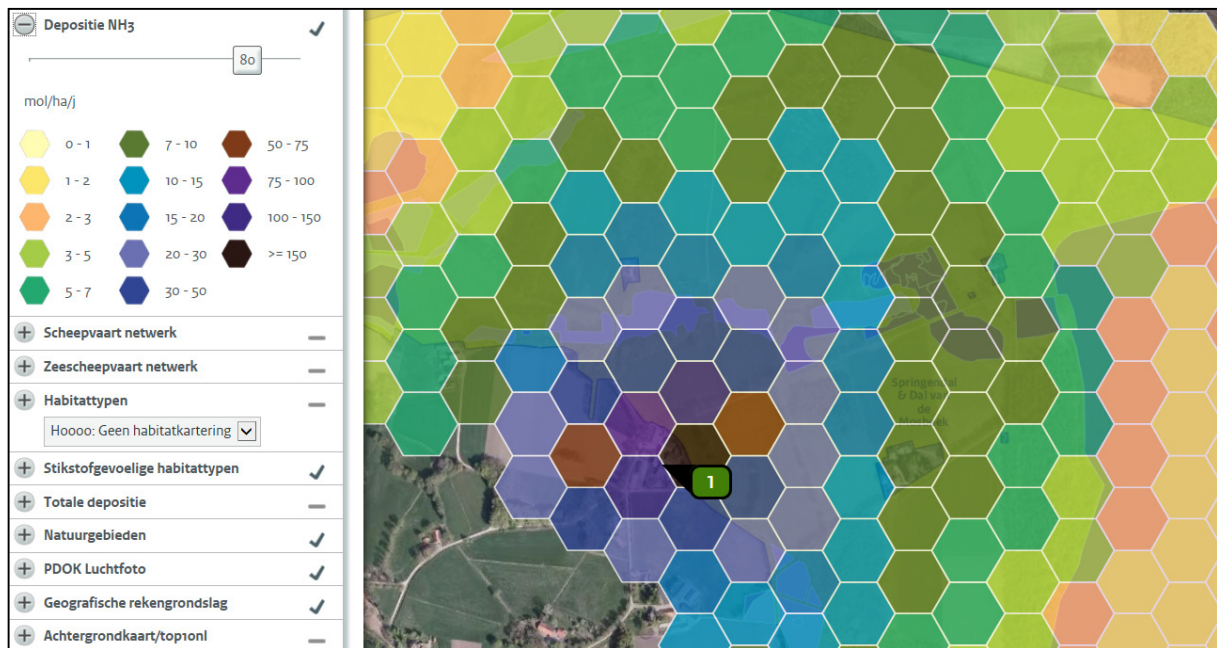 Depositie NH3
80
mol/ha/j
0 - 1
7 - 10
50 - 75
1 - 2
10 - 15
75 - 100
2 - 3
15 - 20
100 - 150
3 - 5
20 - 30
>= 150
5 - 7
30 - 50
Scheepvaart netwerk
Zeescheepvaart netwerk
Habitattypen
H0000: Geen habitatkartering
Stikstofgevoelige habitattypen
Totale depositie
Natuurgebieden
PDOK Luchtfoto
Geografische rekengrondslag
Achtergrondkaart/top10nl
Springendal
& Dal van
de
Mosbeek
1